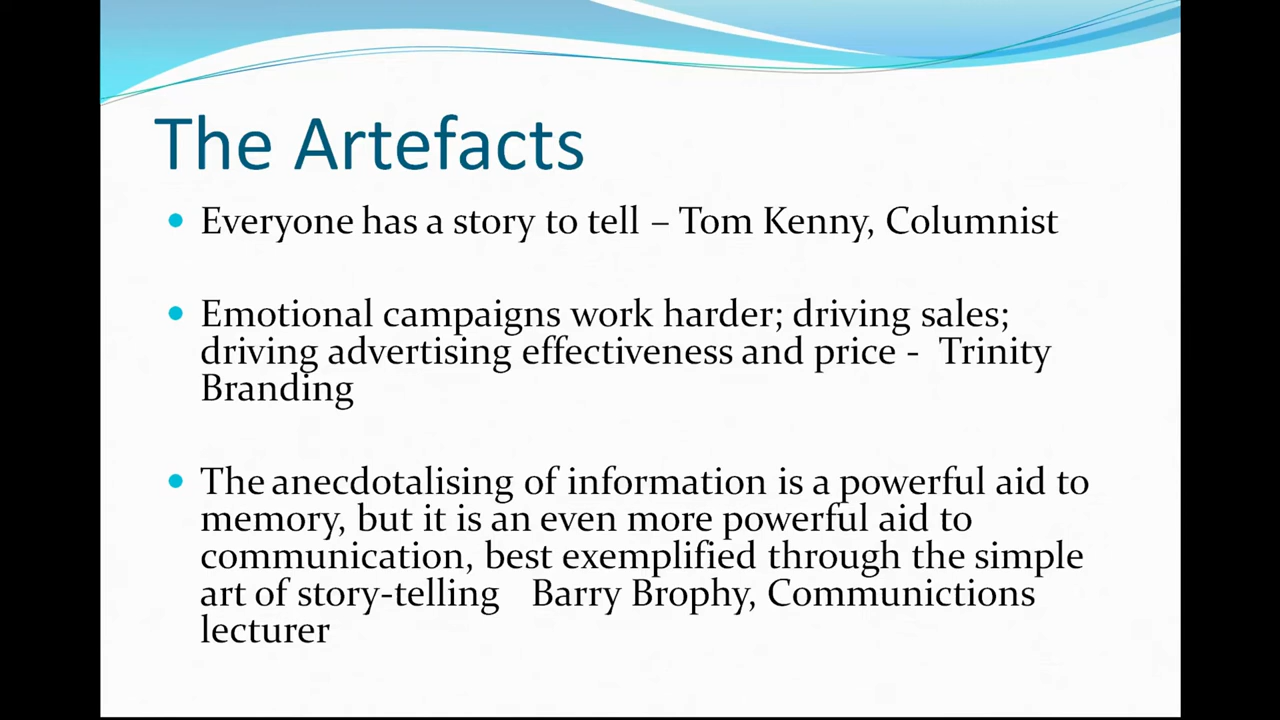 The Artefacts
Everyone has a story to tell – Tom Kenny, Columnist
Emotional campaigns work harder; driving sales;
driving advertising effectiveness and price - Trinity
Branding
The anecdotalising of information is a powerful aid to
memory, but it is an even more powerful aid to
communication, best exemplified through the simple
art of story-telling Barry Brophy, Communictions
lecturer